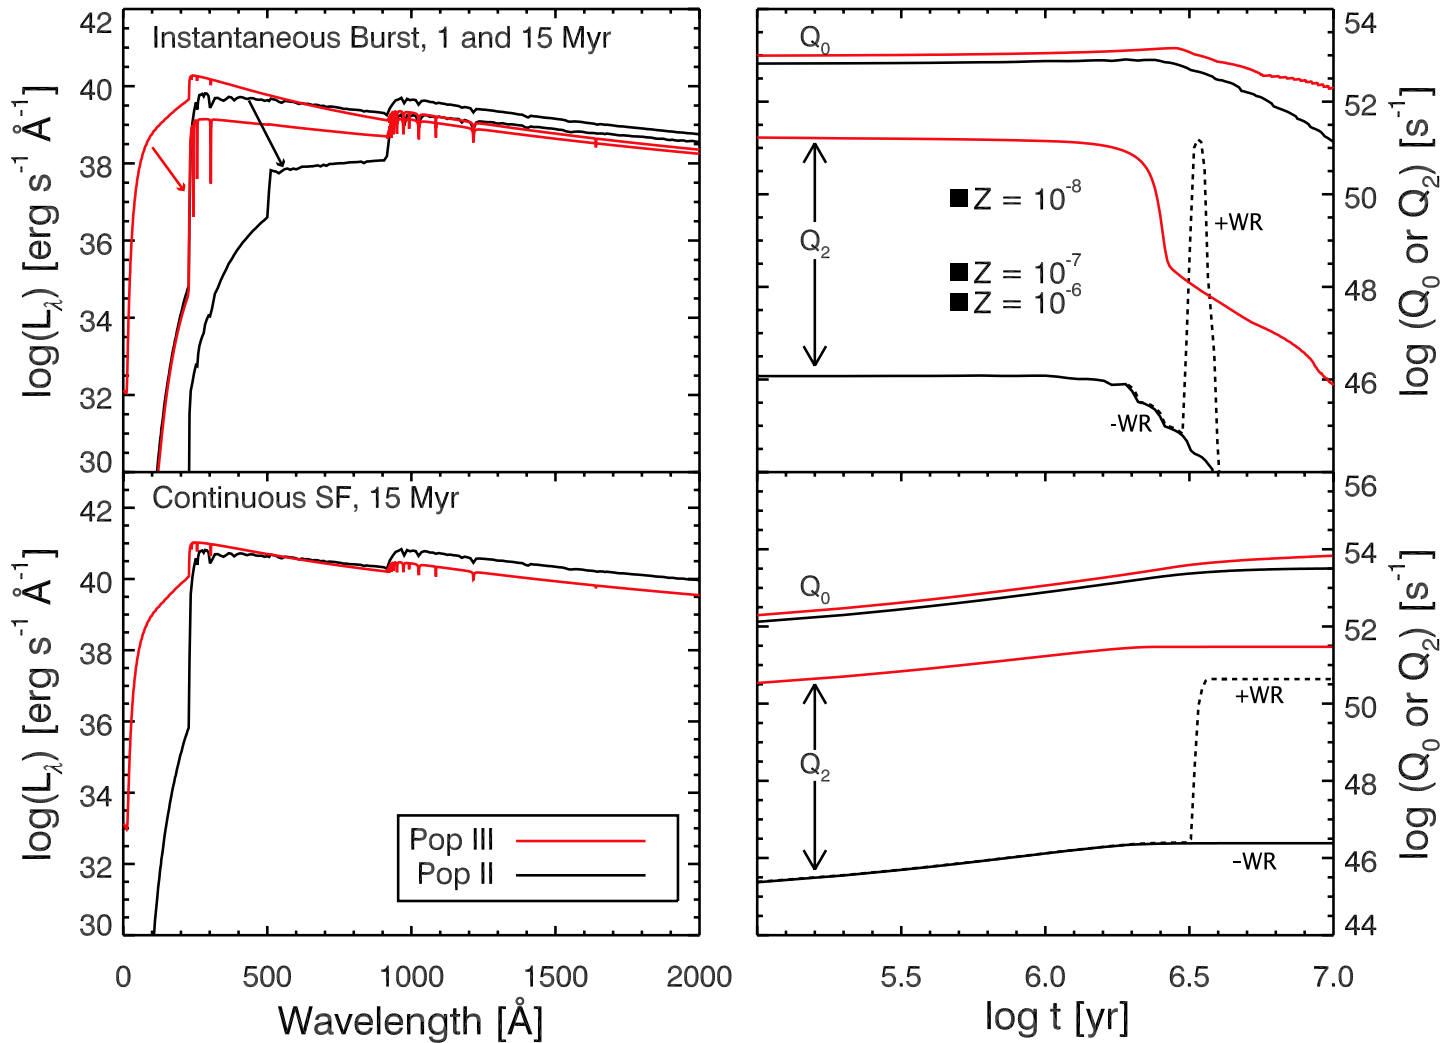 Instantaneous Burst, 1 and 15 Myr
42
40
38
36
34
32
30
log(Lλ) [erg s⁻¹ Å⁻¹]
Q₀
Q₂
Z = 10⁻⁸
Z = 10⁻⁷
Z = 10⁻⁶
+WR
-WR
54
52
50
48
46
log (Q₀ or Q₂) [s⁻¹]
Continuous SF, 15 Myr
42
40
38
36
34
32
30
log(Lλ) [erg s⁻¹ Å⁻¹]
Pop III
Pop II
0 500 1000 1500 2000
Wavelength [Å]
Q₀
Q₂
+WR
-WR
56
54
52
50
48
46
44
log (Q₀ or Q₂) [s⁻¹]
5.5 6.0 6.5 7.0
log t [yr]